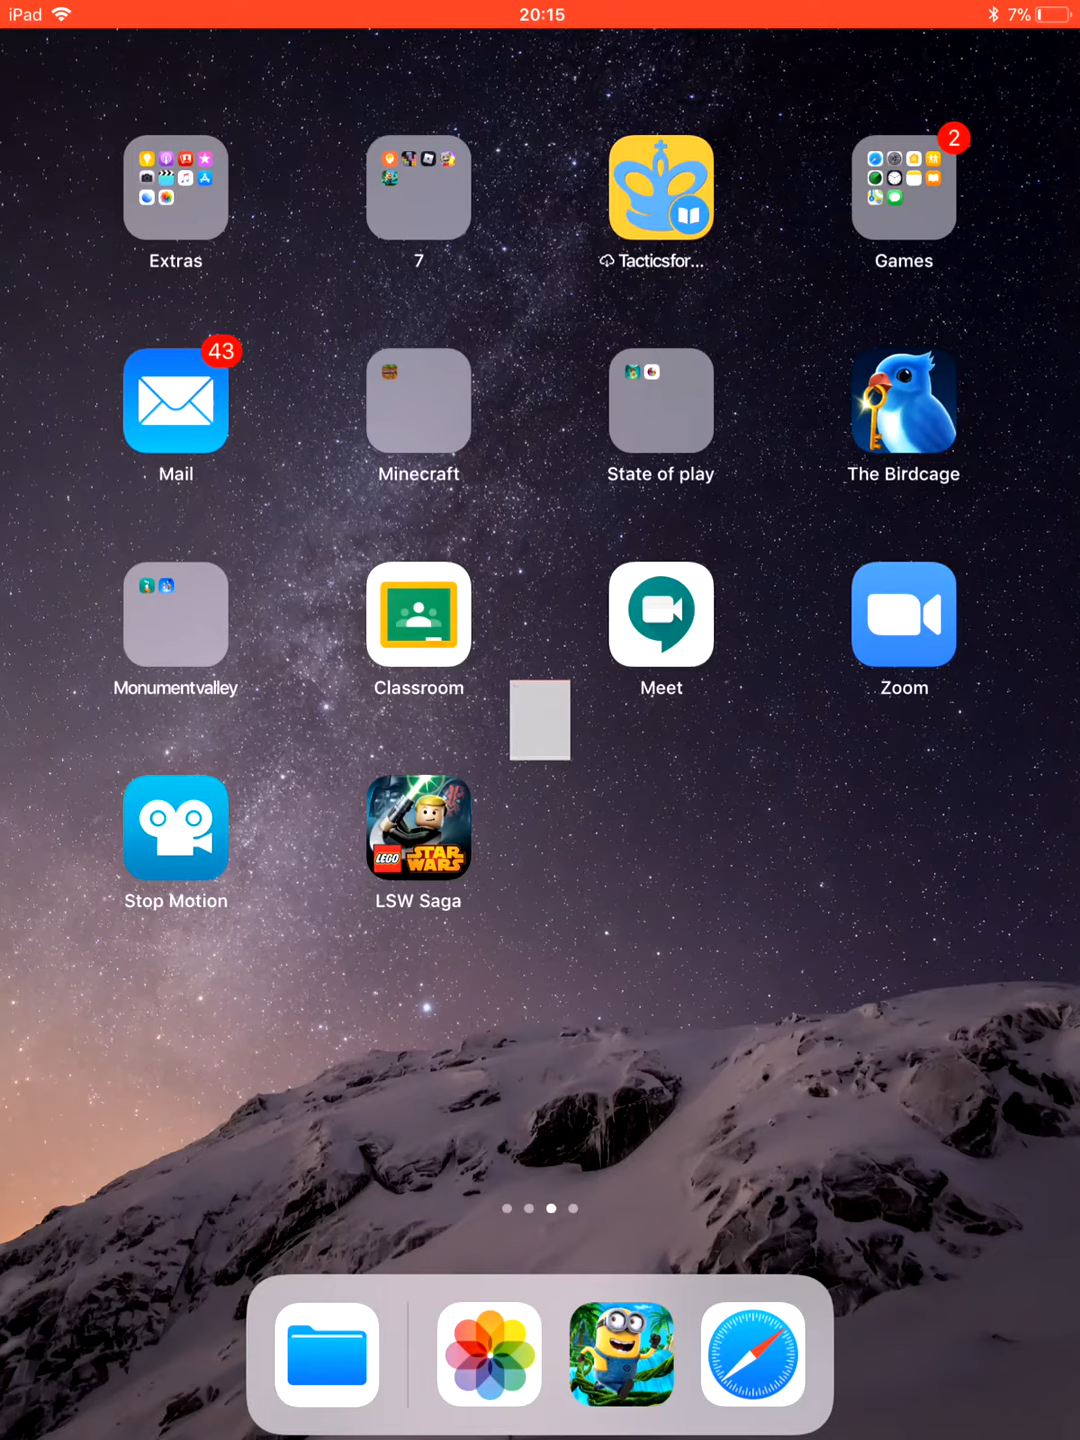 iPad 20:15 7%
2
Extras 7 Tacticsfor... Games
43
Mail Minecraft State of play The Birdcage
Monumentvalley Classroom Meet Zoom
LEGO STAR WARS
Stop Motion LSW Saga